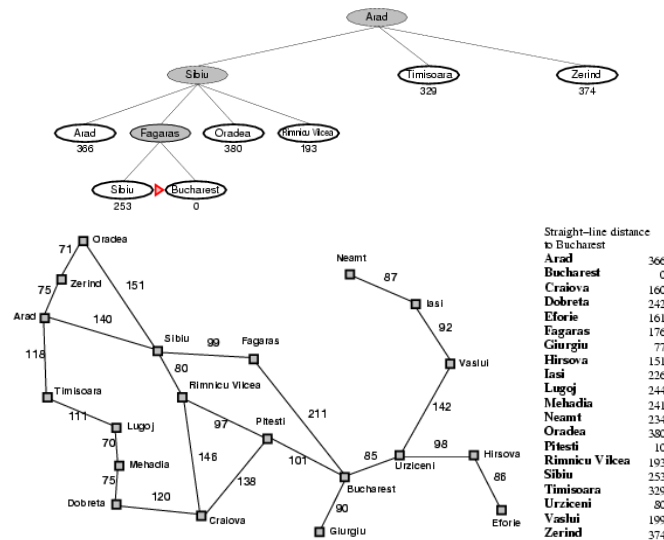 Arad
Sibiu
Timisoara
Zerind
329
374
Arad
Fagaras
Oradea
Rimnicu Vilcea
366
380
193
Sibiu
Bucharest
253
0
Oradea
71
Zerind
75
151
Arad
140
118
Sibiu
99
Fagaras
80
Rimnicu Vilcea
Timisoara
111
Lugoj
70
Mehadia
75
Dobreta
120
Craiova
146
97
Pitesti
138
101
211
Bucharest
90
Giurgiu
85
Urziceni
98
Hirsova
86
Eforie
142
Vaslui
92
Iasi
87
Neamt
Straight-line distance
to Bucharest
Arad 366
Bucharest 0
Craiova 160
Dobreta 242
Eforie 161
Fagaras 176
Giurgiu 77
Hirsova 151
Iasi 226
Lugoj 244
Mehadia 241
Neamt 234
Oradea 380
Pitesti 10
Rimnicu Vilcea 193
Sibiu 253
Timisoara 329
Urziceni 80
Vaslui 199
Zerind 374